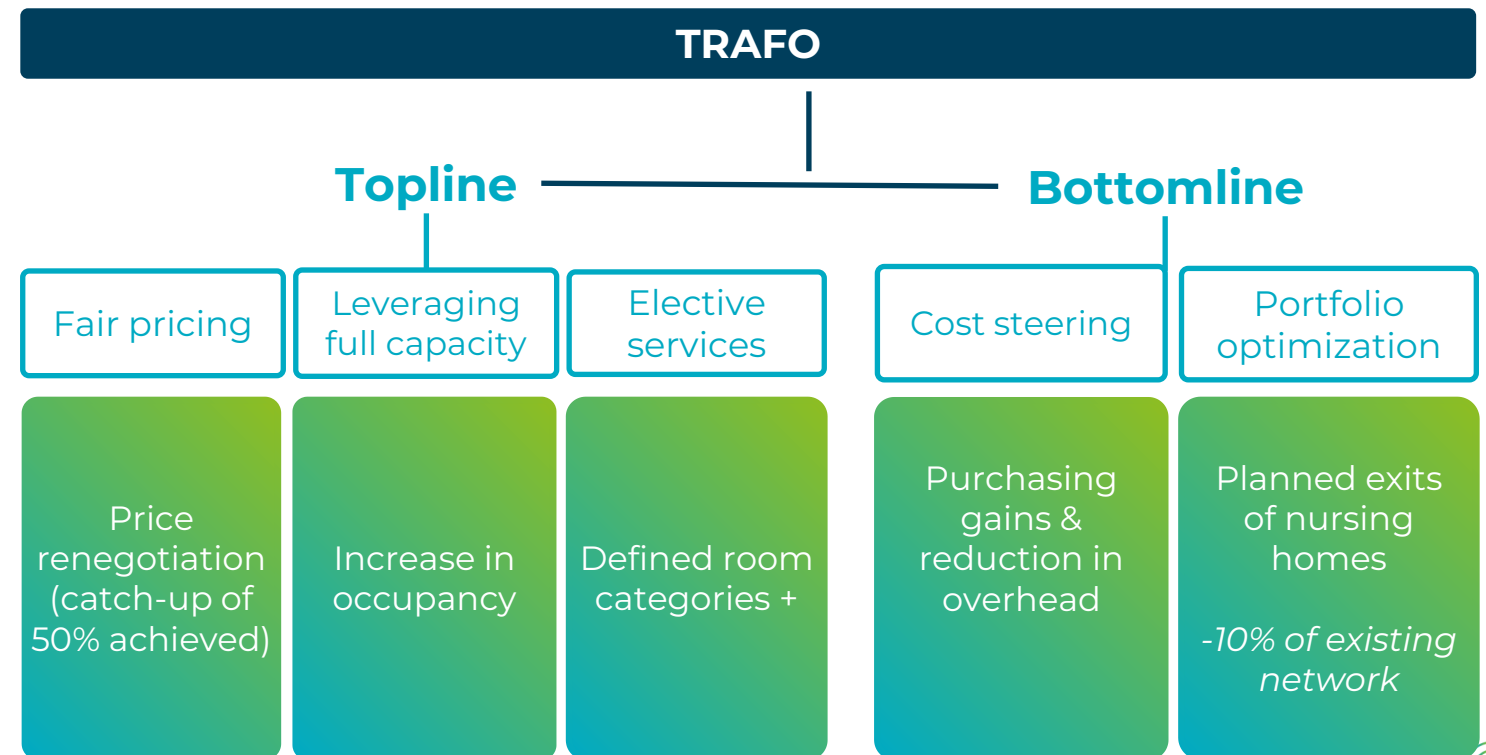 TRAFO
Topline
Bottomline
Fair pricing
Leveraging
full capacity
Elective
services
Cost steering
Portfolio
optimization
Price
renegotiation
(catch-up of
50% achieved)
Increase in
occupancy
Defined room
categories +
Purchasing
gains &
reduction in
overhead
Planned exits
of nursing
homes
-10% of existing
network